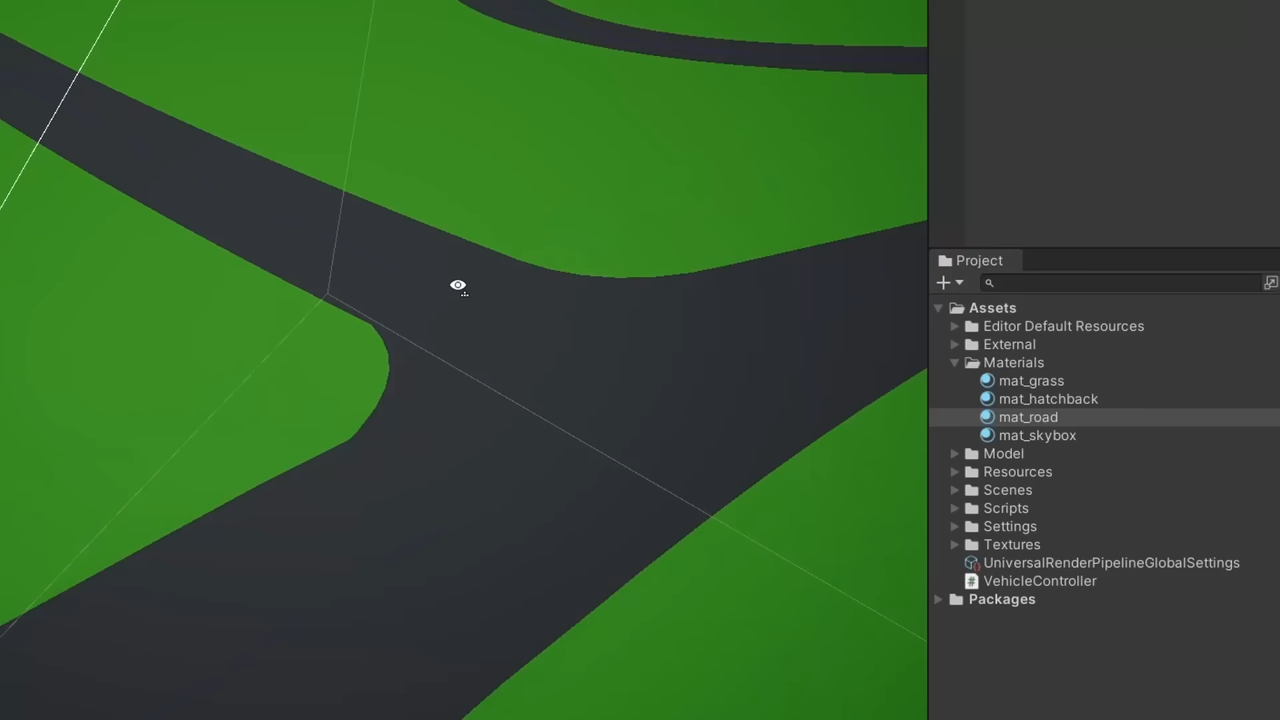 Project
Assets
Editor Default Resources
External
Materials
mat_grass
mat_hatchback
mat_road
mat_skybox
Model
Resources
Scenes
Scripts
Settings
Textures
UniversalRenderPipelineGlobalSettings
VehicleController
Packages